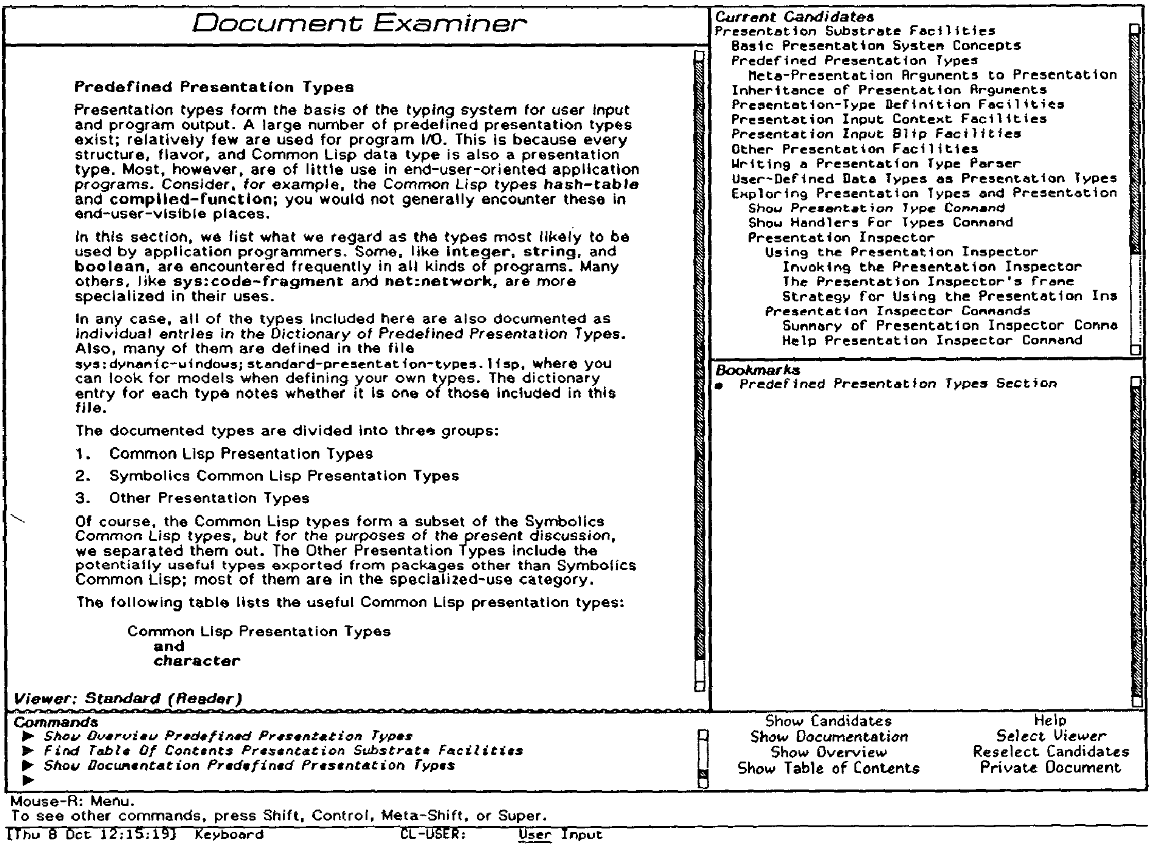 Document Examiner
Predefined Presentation Types
Presentation types form the basis of the typing system for user input
and program output. A large number of predefined presentation types
exist; relatively few are used for program I/O. This is because every
structure, flavor, and Common Lisp data type is also a presentation
type. Most, however, are of little use in end-user-oriented application
programs. Consider, for example, the Common Lisp types hash-table
and compiled-function; you would not generally encounter these in
end-user-visible places.
In this section, we list what we regard as the types most likely to be
used by application programmers. Some, like integer, string, and
boolean, are encountered frequently in all kinds of programs. Many
others, like sys:code-fragment and net:network, are more
specialized in their uses.
In any case, all of the types included here are also documented as
individual entries in the Dictionary of Predefined Presentation Types.
Also, many of them are defined in the file
sys:dynamic-windows;standard-presentation-types.lisp, where you
can look for models when defining your own types. The dictionary
entry for each type notes whether it is one of those included in this
file.
The documented types are divided into three groups:
1. Common Lisp Presentation Types
2. Symbolics Common Lisp Presentation Types
3. Other Presentation Types
Of course, the Common Lisp types form a subset of the Symbolics
Common Lisp types, but for the purposes of the present discussion,
we separated them out. The Other Presentation Types include the
potentially useful types exported from packages other than Symbolics
Common Lisp; most of them are in the specialized-use category.
The following table lists the useful Common Lisp presentation types:
Common Lisp Presentation Types
and
character
Viewer: Standard (Reader)
Current Candidates
Presentation Substrate Facilities
Basic Presentation System Concepts
Predefined Presentation Types
Meta-Presentation Arguments to Presentation
Inheritance of Presentation Arguments
Presentation-Type Definition Facilities
Presentation Input Context Facilities
Presentation Input Blip Facilities
Other Presentation Facilities
Writing a Presentation Type Parser
User-Defined Data Types as Presentation Types
Exploring Presentation Types and Presentation
Show Presentation Type Command
Show Handlers For Types Command
Presentation Inspector
Using the Presentation Inspector
Invoking the Presentation Inspector
The Presentation Inspector's Frame
Strategy for Using the Presentation Ins
Presentation Inspector Commands
Summary of Presentation Inspector Comma
Help Presentation Inspector Command
Bookmarks
• Predefined Presentation Types Section
Commands
Show Overview Predefined Presentation Types
Find Table Of Contents Presentation Substrate Facilities
Show Documentation Predefined Presentation Types
Show Candidates Help
Show Documentation Select Viewer
Show Overview Reselect Candidates
Show Table of Contents Private Document
Mouse-R: Menu.
To see other commands, press Shift, Control, Meta-Shift, or Super.
[Thu 8 Oct 12:15:19] Keyboard CL-USER: User Input